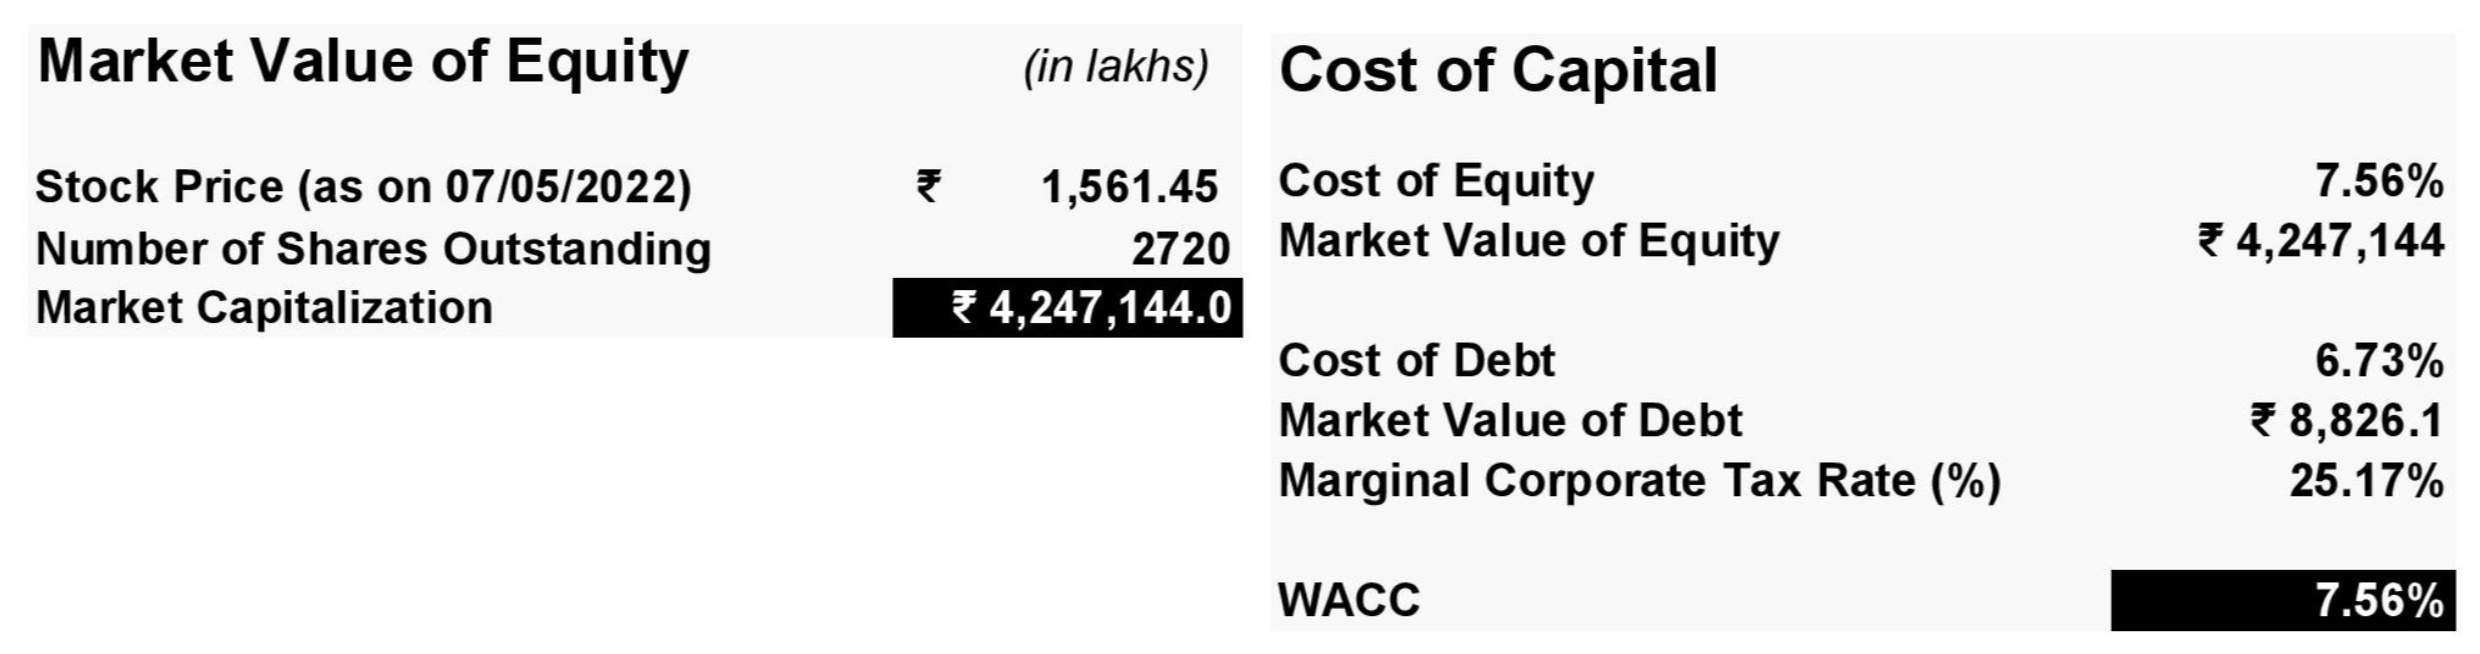 Market Value of Equity (in lakhs)
Stock Price (as on 07/05/2022) ₹ 1,561.45
Number of Shares Outstanding 2720
Market Capitalization ₹ 4,247,144.0
Cost of Capital
Cost of Equity 7.56%
Market Value of Equity ₹ 4,247,144
Cost of Debt 6.73%
Market Value of Debt ₹ 8,826.1
Marginal Corporate Tax Rate (%) 25.17%
WACC 7.56%